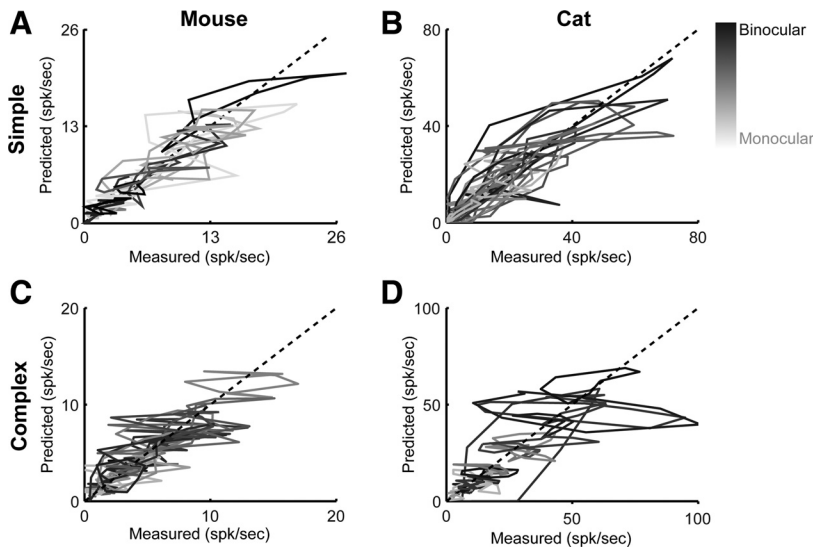 A
Mouse
B
Cat
Simple
Predicted (spk/sec)
26
13
0
0
13
26
Measured (spk/sec)
Predicted (spk/sec)
80
40
0
0
40
80
Measured (spk/sec)
Binocular
Monocular
C
D
Complex
Predicted (spk/sec)
20
10
0
0
10
20
Measured (spk/sec)
Predicted (spk/sec)
100
50
0
0
50
100
Measured (spk/sec)